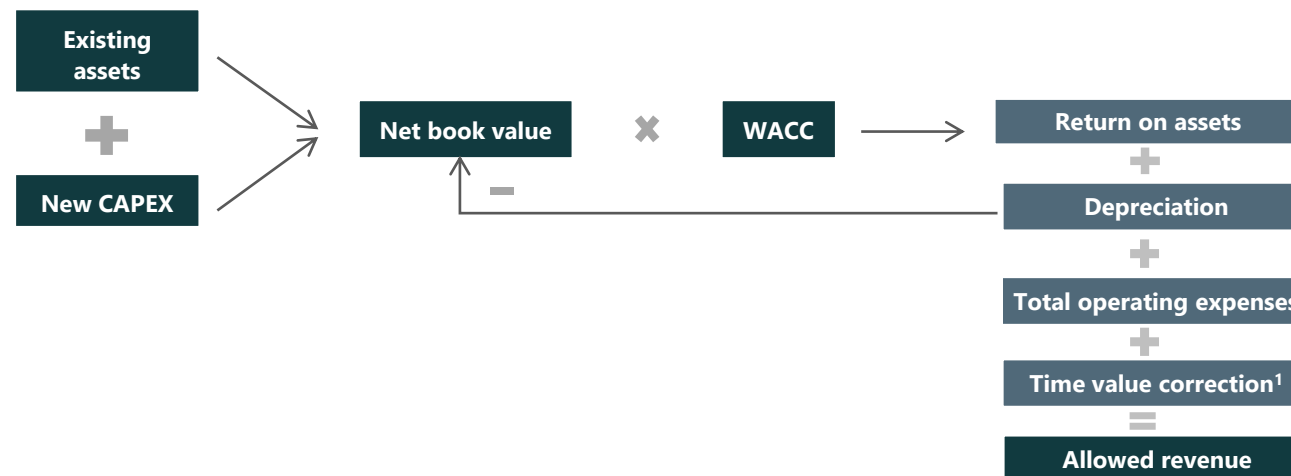 Existing
assets
New CAPEX
Net book value
WACC
Return on assets
Depreciation
Total operating expenses
Time value correction¹
Allowed revenue